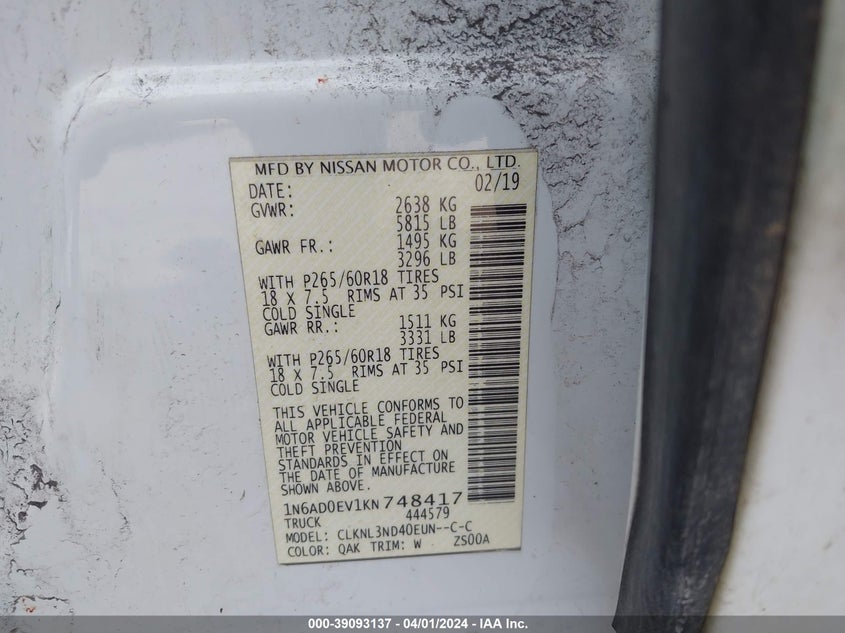 MFD BY NISSAN MOTOR CO., LTD.
DATE: 02/19
GVWR: 2638 KG
5815 LB
GAWR FR.: 1495 KG
3296 LB
WITH P265/60R18 TIRES
18 X 7.5 RIMS AT 35 PSI
COLD SINGLE
GAWR RR.: 1511 KG
3331 LB
WITH P265/60R18 TIRES
18 X 7.5 RIMS AT 35 PSI
COLD SINGLE
THIS VEHICLE CONFORMS TO
ALL APPLICABLE FEDERAL
MOTOR VEHICLE SAFETY AND
THEFT PREVENTION
STANDARDS IN EFFECT ON
THE DATE OF MANUFACTURE
SHOWN ABOVE.
1N6AD0EV1KN748417
TRUCK 444579
MODEL: CLKNL3ND40EUN--C-C
COLOR: QAK TRIM: W ZS00A
000-39093137 - 04/01/2024 - IAA Inc.